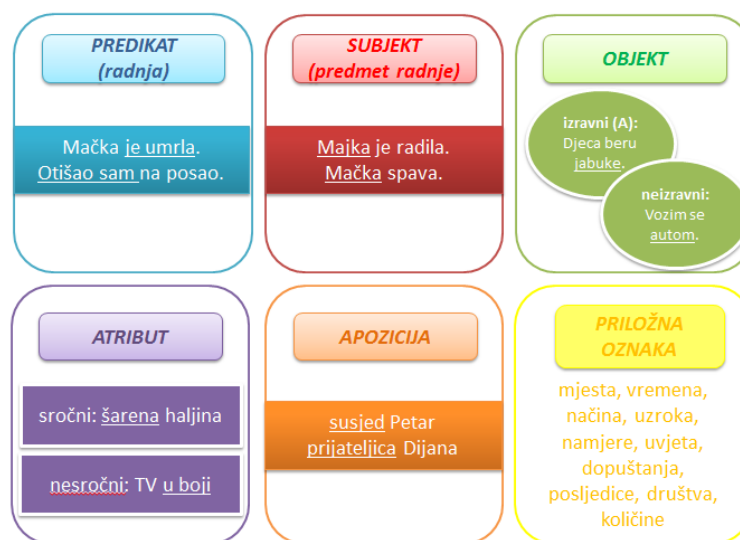 PREDIKAT
(radnja)
Mačka je umrla.
Otišao sam na posao.
SUBJEKT
(predmet radnje)
Majka je radila.
Mačka spava.
OBJEKT
izravni (A):
Djeca beru
jabuke.
neizravni:
Vozim se
autom.
ATRIBUT
sročni: šarena haljina
nesročni: TV u boji
APOZICIJA
susjed Petar
prijateljica Dijana
PRILOŽNA
OZNAKA
mjesta, vremena,
načina, uzroka,
namjere, uvjeta,
dopuštanja,
posljedice, društva,
količine